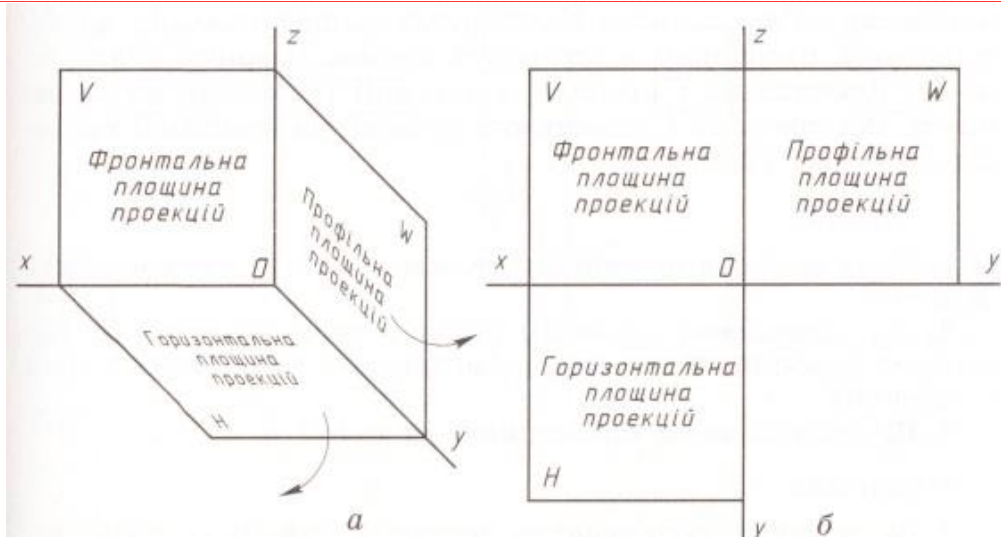 z
V
Фронтальна
площина
проекцій
x
O
Профільна
площина
проекцій
W
Горизонтальна
площина
проекцій
H
y
а
z
V
W
Фронтальна
площина
проекцій
Профільна
площина
проекцій
x
O
y
Горизонтальна
площина
проекцій
H
y
б